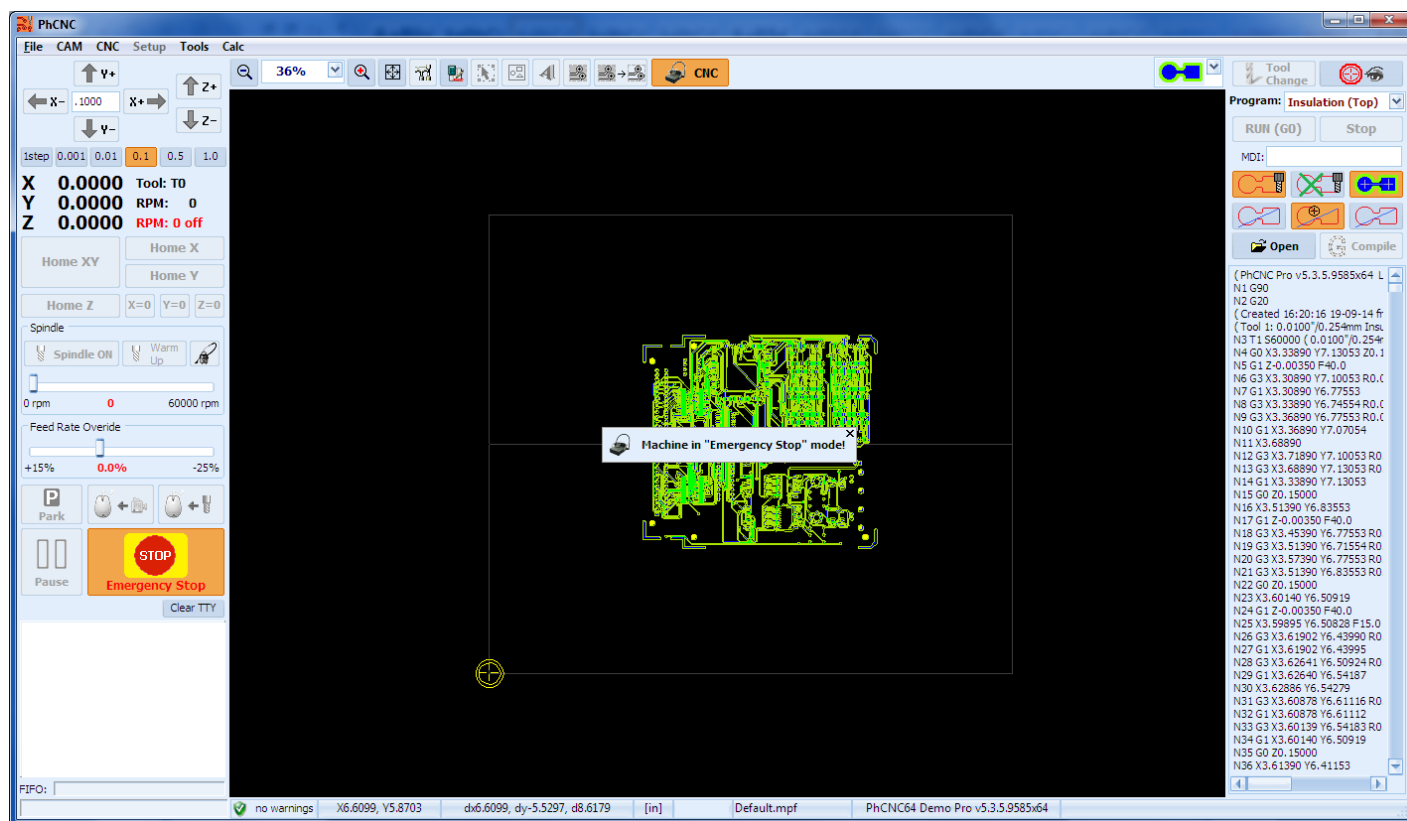 PhCNC
File CAM CNC Setup Tools Calc
Y+
Z+
X- .1000 X+
Y-
Z-
1step 0.001 0.01 0.1 0.5 1.0
X 0.0000 Tool: T0
Y 0.0000 RPM: 0
Z 0.0000 RPM: 0 off
Home XY
Home X
Home Y
Home Z X=0 Y=0 Z=0
Spindle
Spindle ON
Warm
Up
0 rpm 0 60000 rpm
Feed Rate Overide
+15% 0.0% -25%
P
Park
Pause
STOP
Emergency Stop
Clear TTY
FIFO:
36%
CNC
Machine in "Emergency Stop" mode!
Tool
Change
Program: Insulation (Top)
RUN (G0) Stop
MDI:
Open Compile
(PhCNC Pro v5.3.5.9585x64 L
N1 G90
N2 G20
(Created 16:20:16 19-09-14 fr
(Tool 1: 0.0100"/0.254mm Insu
N3 T1 S60000 ( 0.0100"/0.254r
N4 G0 X3.33890 Y7.13053 Z0.1
N5 G1 Z-0.00350 F40.0
N6 G3 X3.30890 Y7.10053 R0.0
N7 G1 X3.30890 Y6.77553
N8 G3 X3.33890 Y6.74554 R0.0
N9 G3 X3.36890 Y6.77553 R0.0
N10 G1 X3.36890 Y7.07054
N11 X3.68890
N12 G3 X3.71890 Y7.10053 R0
N13 G3 X3.68890 Y7.13053 R0
N14 G1 X3.33890 Y7.13053
N15 G0 Z0.15000
N16 X3.51390 Y6.83553
N17 G1 Z-0.00350 F40.0
N18 G3 X3.45390 Y6.77553 R0
N19 G3 X3.51390 Y6.71554 R0
N20 G3 X3.57390 Y6.77553 R0
N21 G3 X3.51390 Y6.83553 R0
N22 G0 Z0.15000
N23 X3.60140 Y6.50919
N24 G1 Z-0.00350 F40.0
N25 X3.59895 Y6.50828 F15.0
N26 G3 X3.61902 Y6.43990 R0
N27 G1 X3.61902 Y6.43995
N28 G3 X3.62641 Y6.50924 R0
N29 G1 X3.62640 Y6.54187
N30 X3.62886 Y6.54279
N31 G3 X3.60878 Y6.61116 R0
N32 G1 X3.60878 Y6.61112
N33 G3 X3.60139 Y6.54183 R0
N34 G1 X3.60140 Y6.50919
N35 G0 Z0.15000
N36 X3.61390 Y6.41153
no warnings X6.6099, Y5.8703 dx6.6099, dy-5.5297, d8.6179 [in] Default.mpf PhCNC64 Demo Pro v5.3.5.9585x64